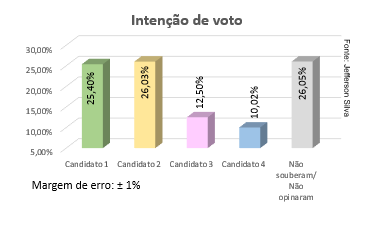 Intenção de voto
Fonte: Jefferson Silva
30,00%
25,00%
20,00%
15,00%
10,00%
5,00%
25,40%
26,03%
12,50%
10,02%
26,05%
Candidato 1
Candidato 2
Candidato 3
Candidato 4
Não
souberam/
Não
opinaram
Margem de erro: ± 1%